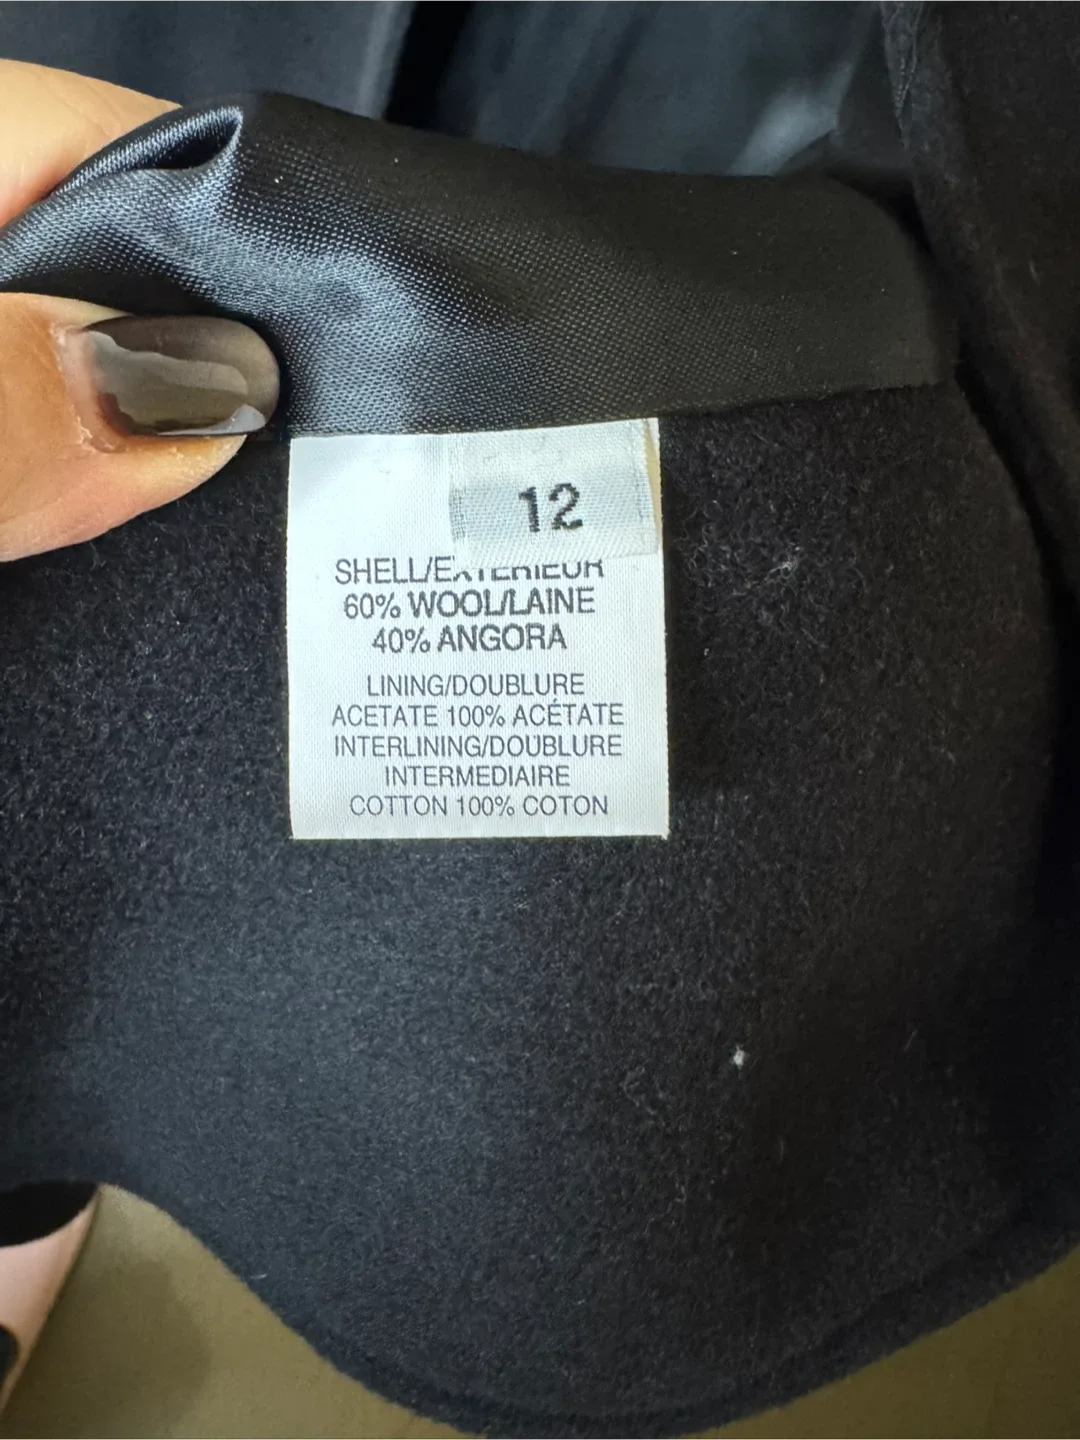 12
SHELL/EXTERIEUR
60% WOOL/LAINE
40% ANGORA
LINING/DOUBLURE
ACETATE 100% ACÉTATE
INTERLINING/DOUBLURE
INTERMEDIAIRE
COTTON 100% COTON